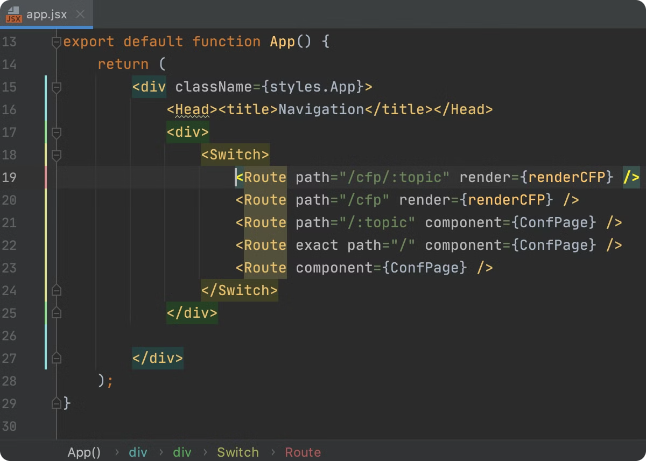 JSX app.jsx ×
13 export default function App() {
14     return (
15         <div className={styles.App}>
16             <Head><title>Navigation</title></Head>
17             <div>
18                 <Switch>
19                     <Route path="/cfp/:topic" render={renderCFP} />
20                     <Route path="/cfp" render={renderCFP} />
21                     <Route path="/:topic" component={ConfPage} />
22                     <Route exact path="/" component={ConfPage} />
23                     <Route component={ConfPage} />
24                 </Switch>
25             </div>
26
27         </div>
28     );
29 }
30
App() › div › div › Switch › Route